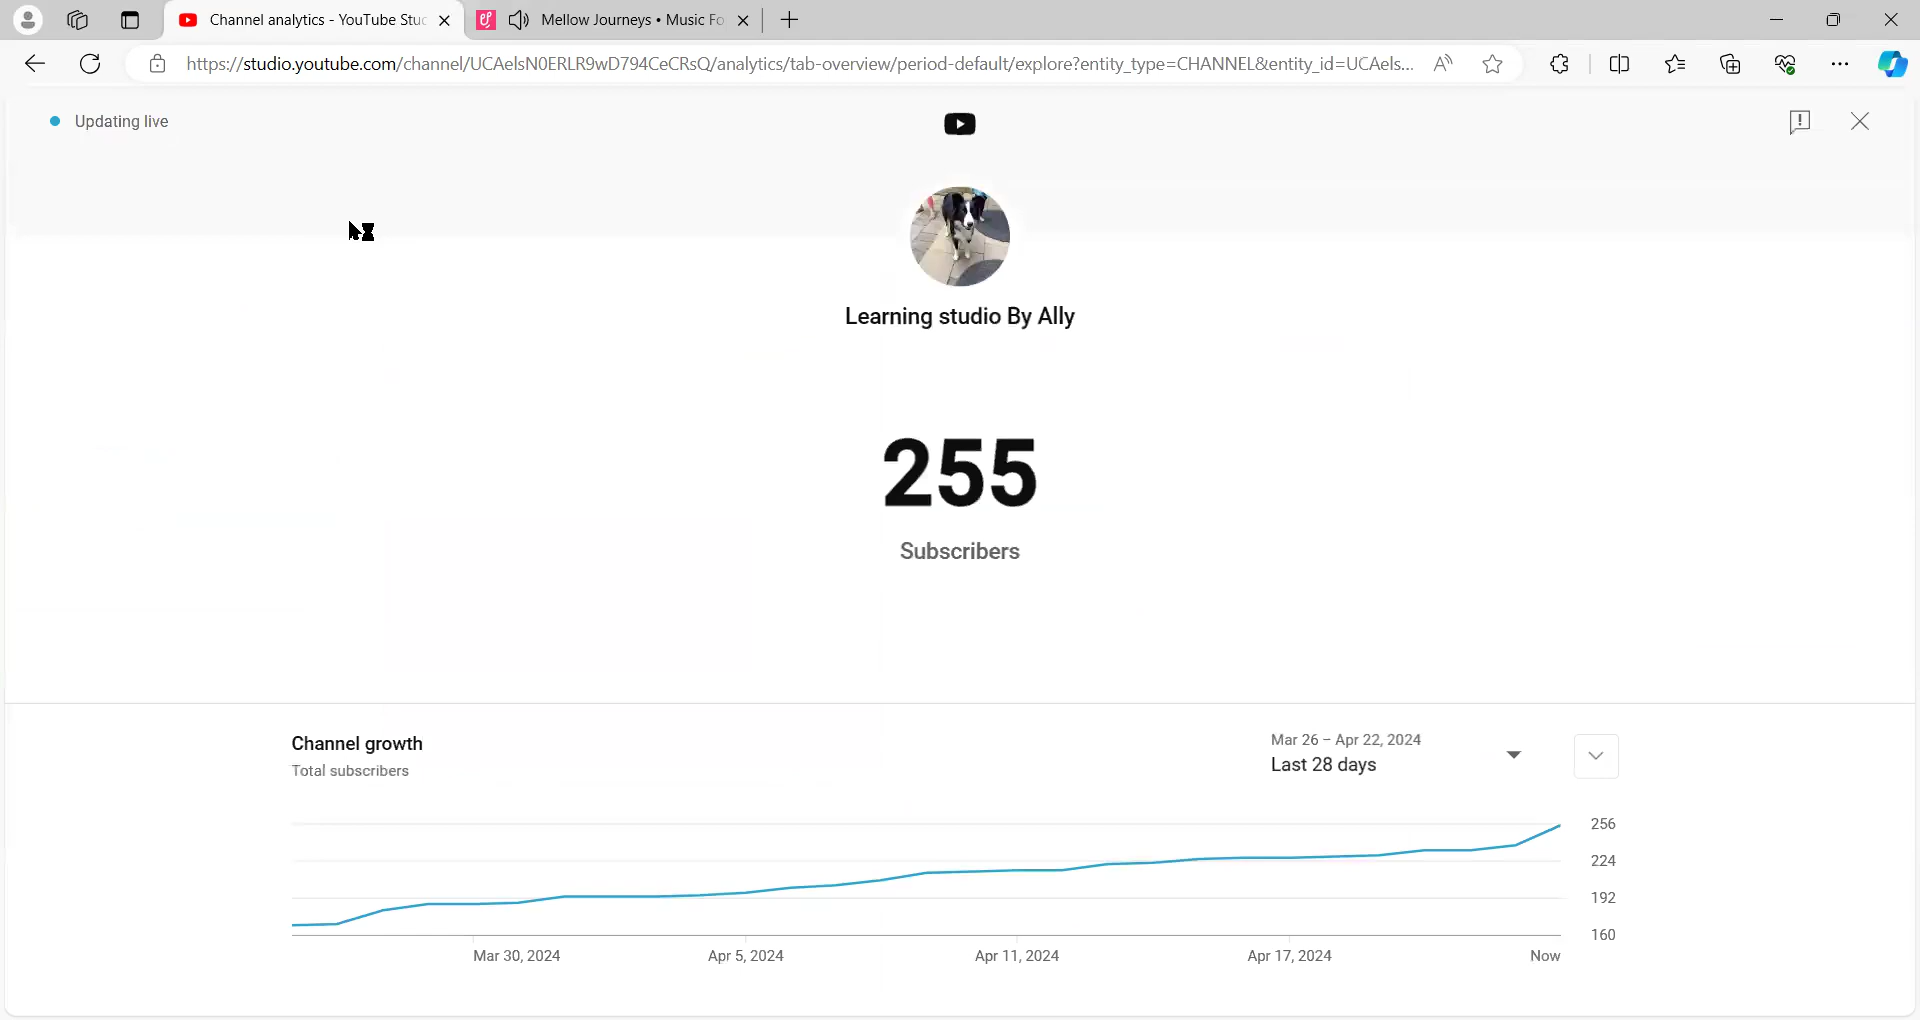 Channel analytics - YouTube Stu
Mellow Journeys • Music Fo
https://studio.youtube.com/channel/UCAelsN0ERLR9wD794CeCRsQ/analytics/tab-overview/period-default/explore?entity_type=CHANNEL&entity_id=UCAels...
Updating live
Learning studio By Ally
255
Subscribers
Channel growth
Total subscribers
Mar 26 – Apr 22, 2024
Last 28 days
256
224
192
160
Mar 30, 2024
Apr 5, 2024
Apr 11, 2024
Apr 17, 2024
Now